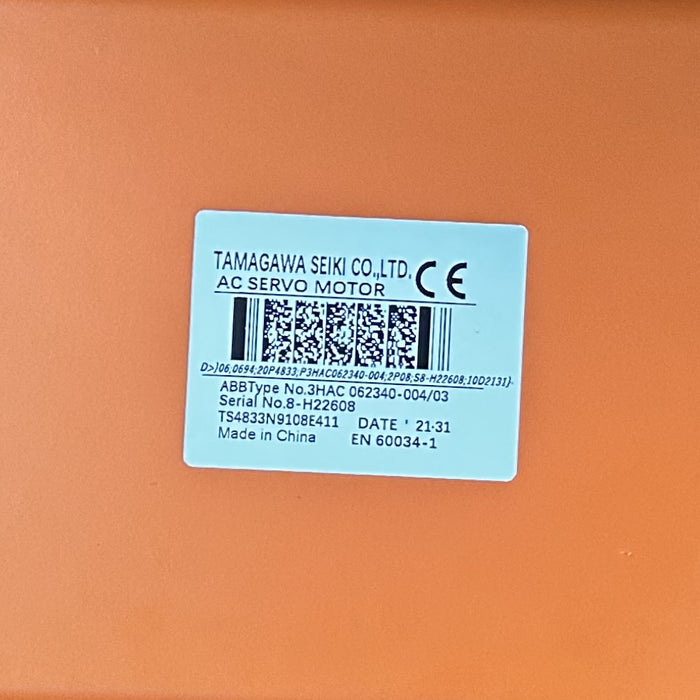 TAMAGAWA SEIKI CO.,LTD. CE
AC SERVO MOTOR
D>}06,0694;20P4833;P3HAC062340-004;2P08;S8-H22608;10D2131}-
ABBType No.3HAC 062340-004/03
Serial No.8-H22608
TS4833N9108E411 DATE ' 21·31
Made in China EN 60034-1